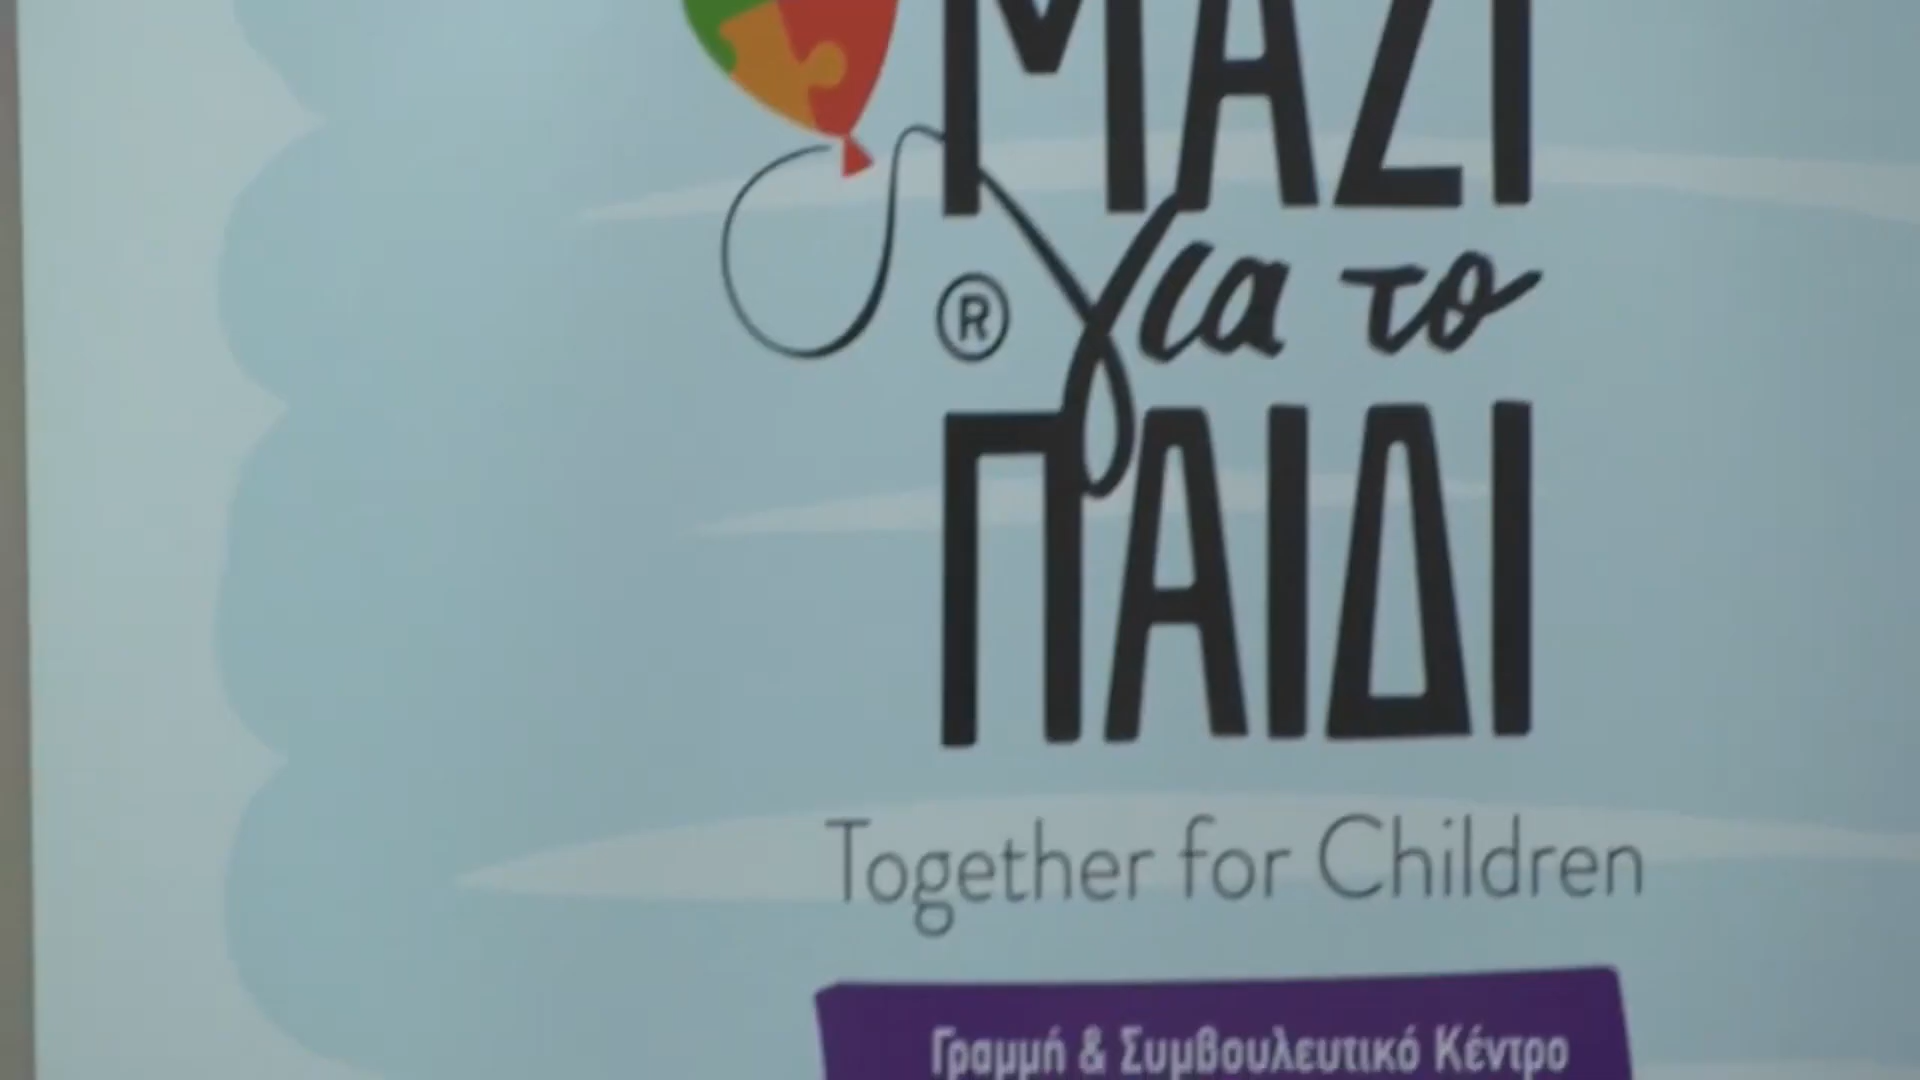 ΜΑΖΙ
® για το
ΠΑΙΔΙ
Together for Children
Γραμμή & Συμβουλευτικό Κέντρο